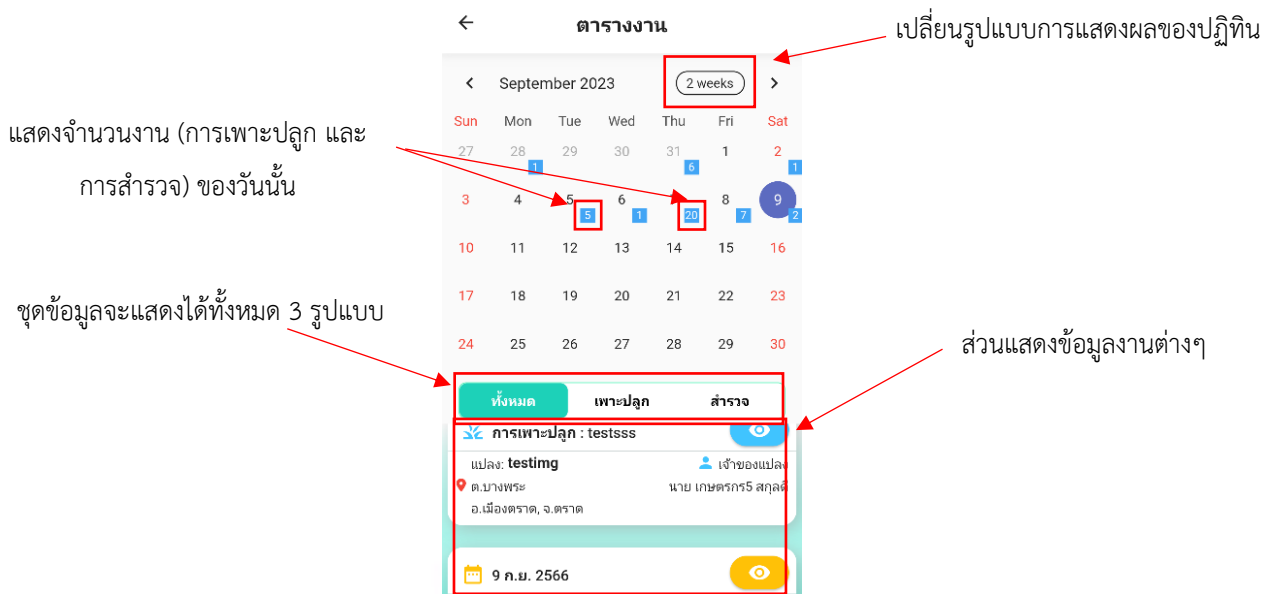 ตารางงาน
เปลี่ยนรูปแบบการแสดงผลของปฏิทิน
September 2023
2 weeks
แสดงจำนวนงาน (การเพาะปลูก และ
การสำรวจ) ของวันนั้น
Sun Mon Tue Wed Thu Fri Sat
27 28 29 30 31 1 2
1 6 1
3 4 5 6 8 9
5 1 20 7 2
10 11 12 13 14 15 16
17 18 19 20 21 22 23
24 25 26 27 28 29 30
ชุดข้อมูลจะแสดงได้ทั้งหมด 3 รูปแบบ
ส่วนแสดงข้อมูลงานต่างๆ
ทั้งหมด เพาะปลูก สำรวจ
การเพาะปลูก : testsss
แปลง: testimg เจ้าของแปลง
ต.บางพระ นาย เกษตรกร5 สกุลดี
อ.เมืองตราด, จ.ตราด
9 ก.ย. 2566